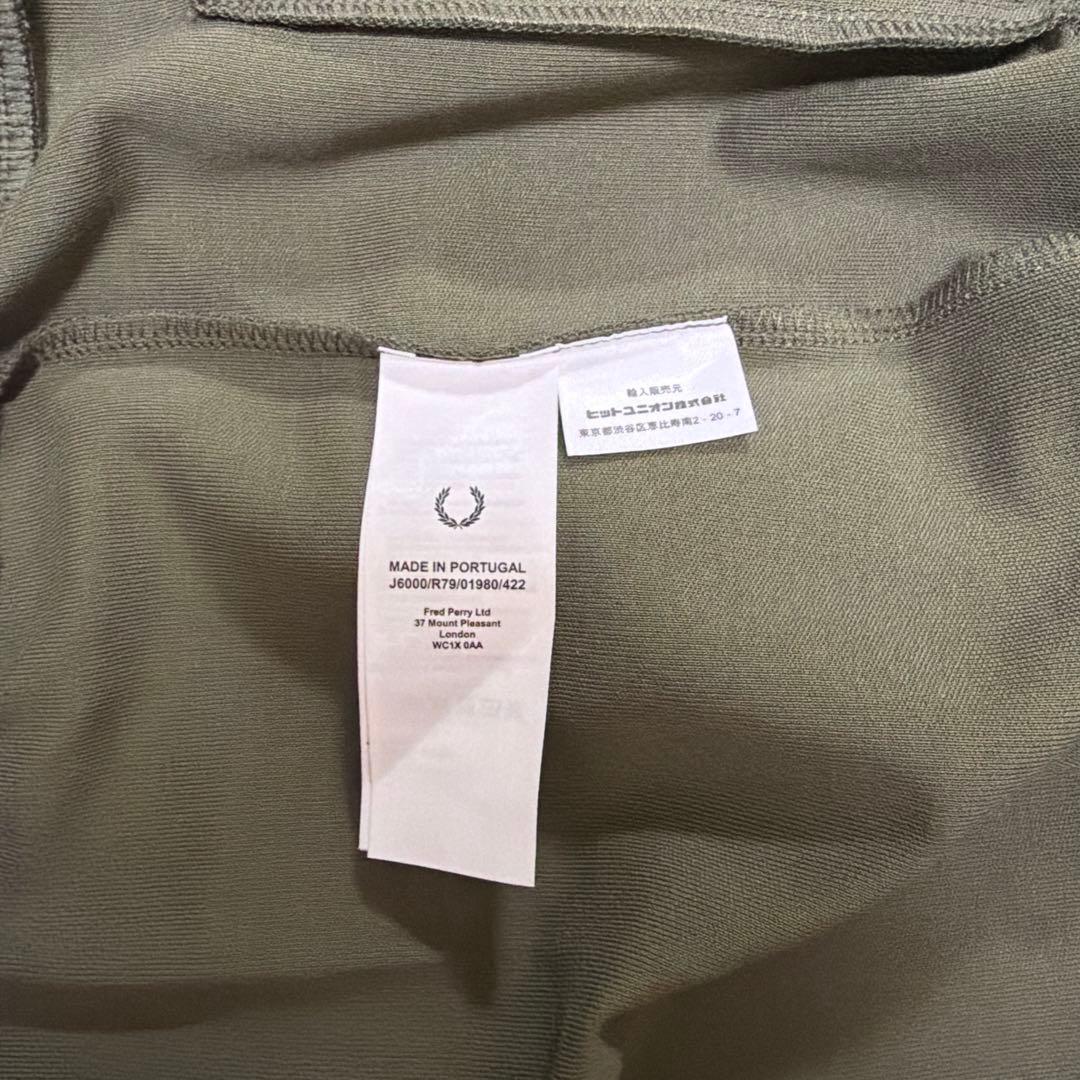 MADE IN PORTUGAL
J6000/R79/01980/422
Fred Perry Ltd
37 Mount Pleasant
London
WC1X 0AA
輸入販売元
ヒットユニオン株式会社
東京都渋谷区恵比寿南2-20-7